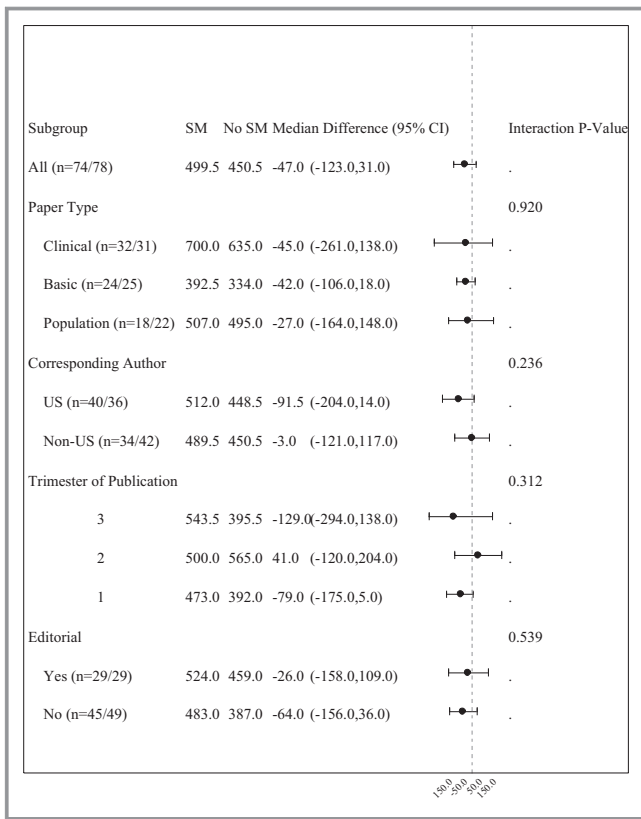 Subgroup SM No SM Median Difference (95% CI) Interaction P-Value
All (n=74/78) 499.5 450.5 -47.0 (-123.0,31.0) .
Paper Type 0.920
Clinical (n=32/31) 700.0 635.0 -45.0 (-261.0,138.0) .
Basic (n=24/25) 392.5 334.0 -42.0 (-106.0,18.0) .
Population (n=18/22) 507.0 495.0 -27.0 (-164.0,148.0) .
Corresponding Author 0.236
US (n=40/36) 512.0 448.5 -91.5 (-204.0,14.0) .
Non-US (n=34/42) 489.5 450.5 -3.0 (-121.0,117.0) .
Trimester of Publication 0.312
3 543.5 395.5 -129.0(-294.0,138.0) .
2 500.0 565.0 41.0 (-120.0,204.0) .
1 473.0 392.0 -79.0 (-175.0,5.0) .
Editorial 0.539
Yes (n=29/29) 524.0 459.0 -26.0 (-158.0,109.0) .
No (n=45/49) 483.0 387.0 -64.0 (-156.0,36.0) .
150.0 -50.0 50.0 150.0